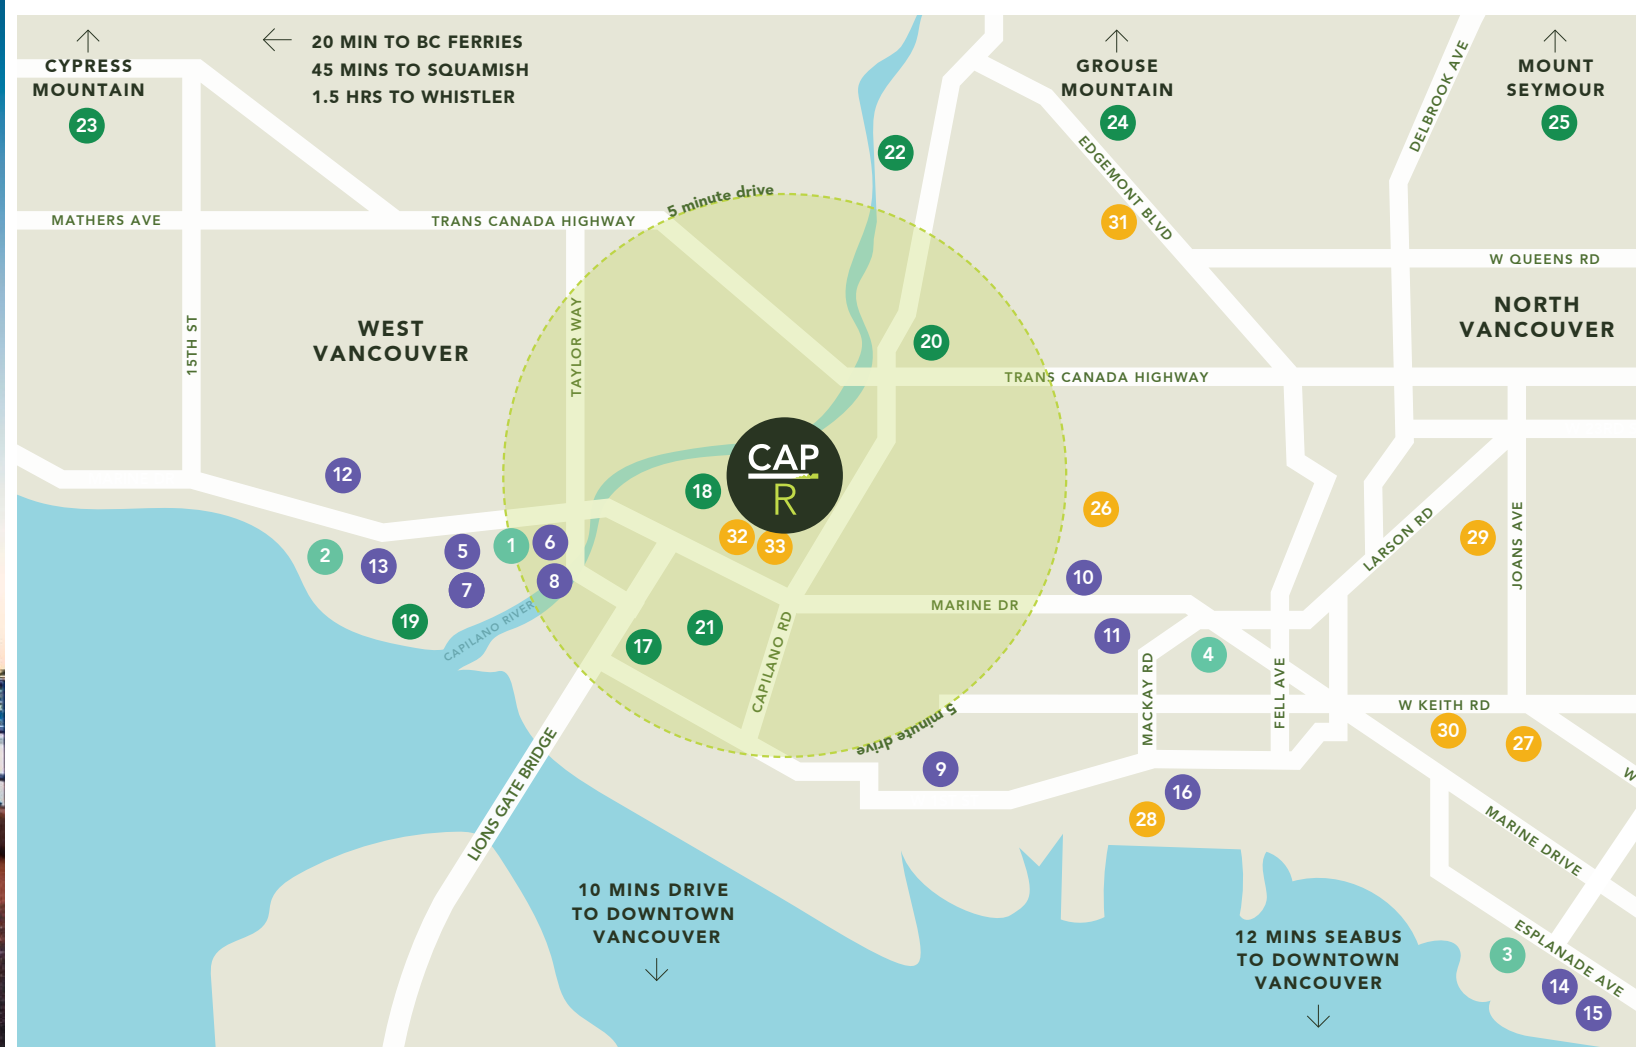 20 MIN TO BC FERRIES
45 MINS TO SQUAMISH
1.5 HRS TO WHISTLER
CYPRESS
MOUNTAIN
23
GROUSE
MOUNTAIN
24
MOUNT
SEYMOUR
25
DELBROOK AVE
22
EDGEMONT BLVD
31
5 minute drive
MATHERS AVE
TRANS CANADA HIGHWAY
W QUEENS RD
NORTH
VANCOUVER
WEST
VANCOUVER
15TH ST
TAYLOR WAY
20
TRANS CANADA HIGHWAY
CAP
R
12
18
32
33
26
29
LARSON RD
JOANS AVE
2
13
5
7
1
6
8
19
CAPILANO RIVER
10
MARINE DR
11
4
17
21
CAPILANO RD
MACKAY RD
FELL AVE
W KEITH RD
30
27
W
5 minute drive
9
16
28
LIONS GATE BRIDGE
MARINE DRIVE
10 MINS DRIVE
TO DOWNTOWN
VANCOUVER
12 MINS SEABUS
TO DOWNTOWN
VANCOUVER
ESPLANADE AVE
3
14
15